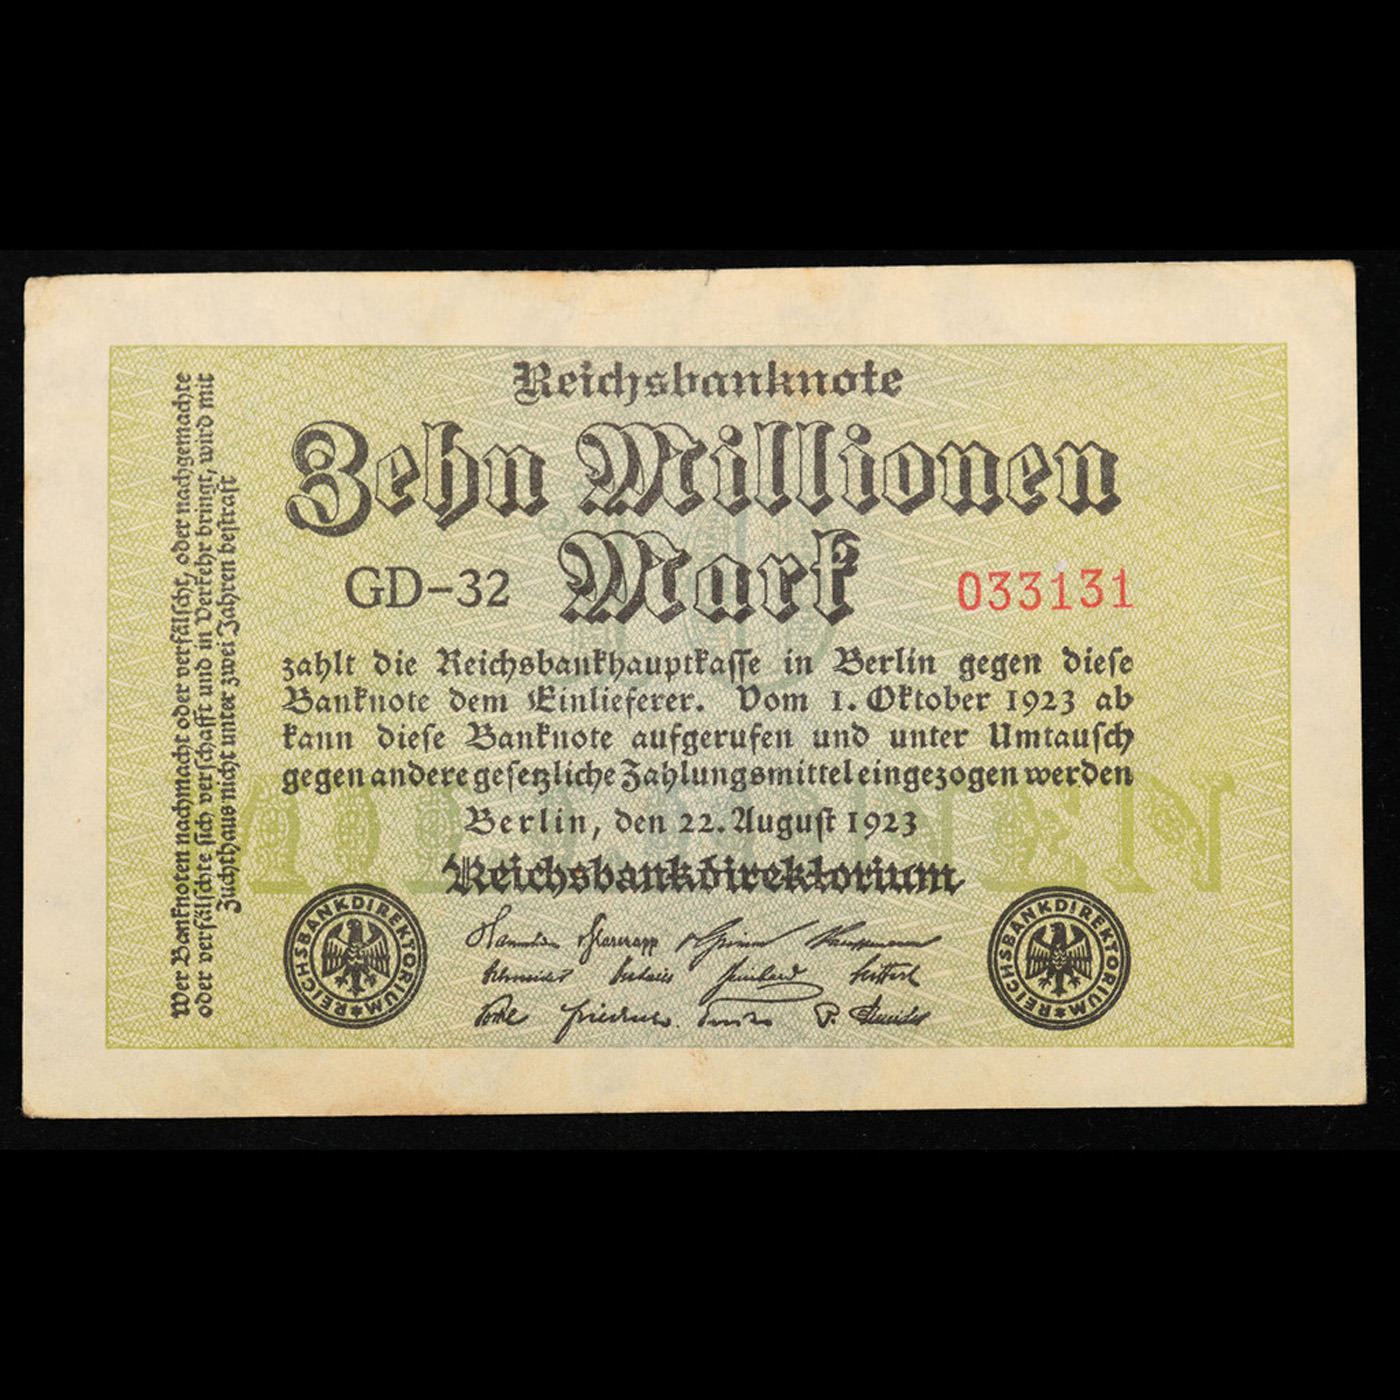 Reichsbanknote
Zehn Millionen
Mark
GD-32
033131
zahlt die Reichsbankhauptkasse in Berlin gegen diese
Banknote dem Einlieferer. Vom 1. Oktober 1923 ab
kann diese Banknote aufgerufen und unter Umtausch
gegen andere gesetzliche Zahlungsmittel eingezogen werden
Berlin, den 22. August 1923
Reichsbankdirektorium
REICHSBANKDIREKTORIUM
REICHSBANKDIREKTORIUM
Wer Banknoten nachmacht oder verfälscht, oder nachgemachte
oder verfälschte sich verschafft und in Verkehr bringt, wird mit
Zuchthaus nicht unter zwei Jahren bestraft